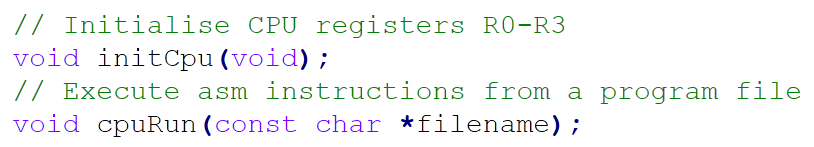 // Initialise CPU registers R0-R3
void initCpu(void);
// Execute asm instructions from a program file
void cpuRun(const char *filename);